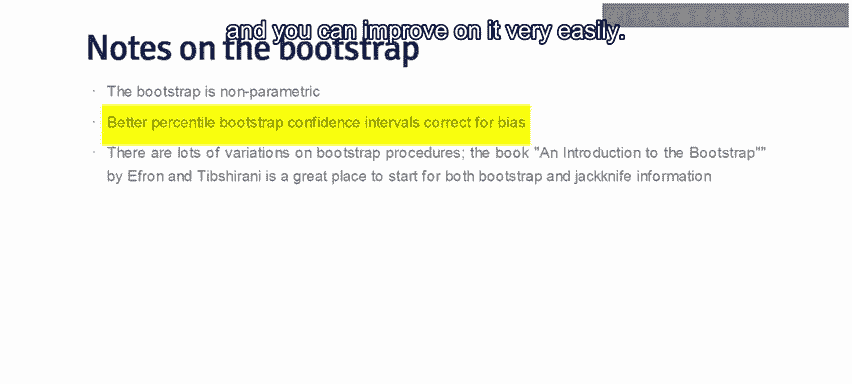 and you can improve on it very easily.
Notes on the bootstrap
· The bootstrap is non-parametric
· Better percentile bootstrap confidence intervals correct for bias
· There are lots of variations on bootstrap procedures; the book "An Introduction to the Bootstrap""
by Efron and Tibshirani is a great place to start for both bootstrap and jackknife information